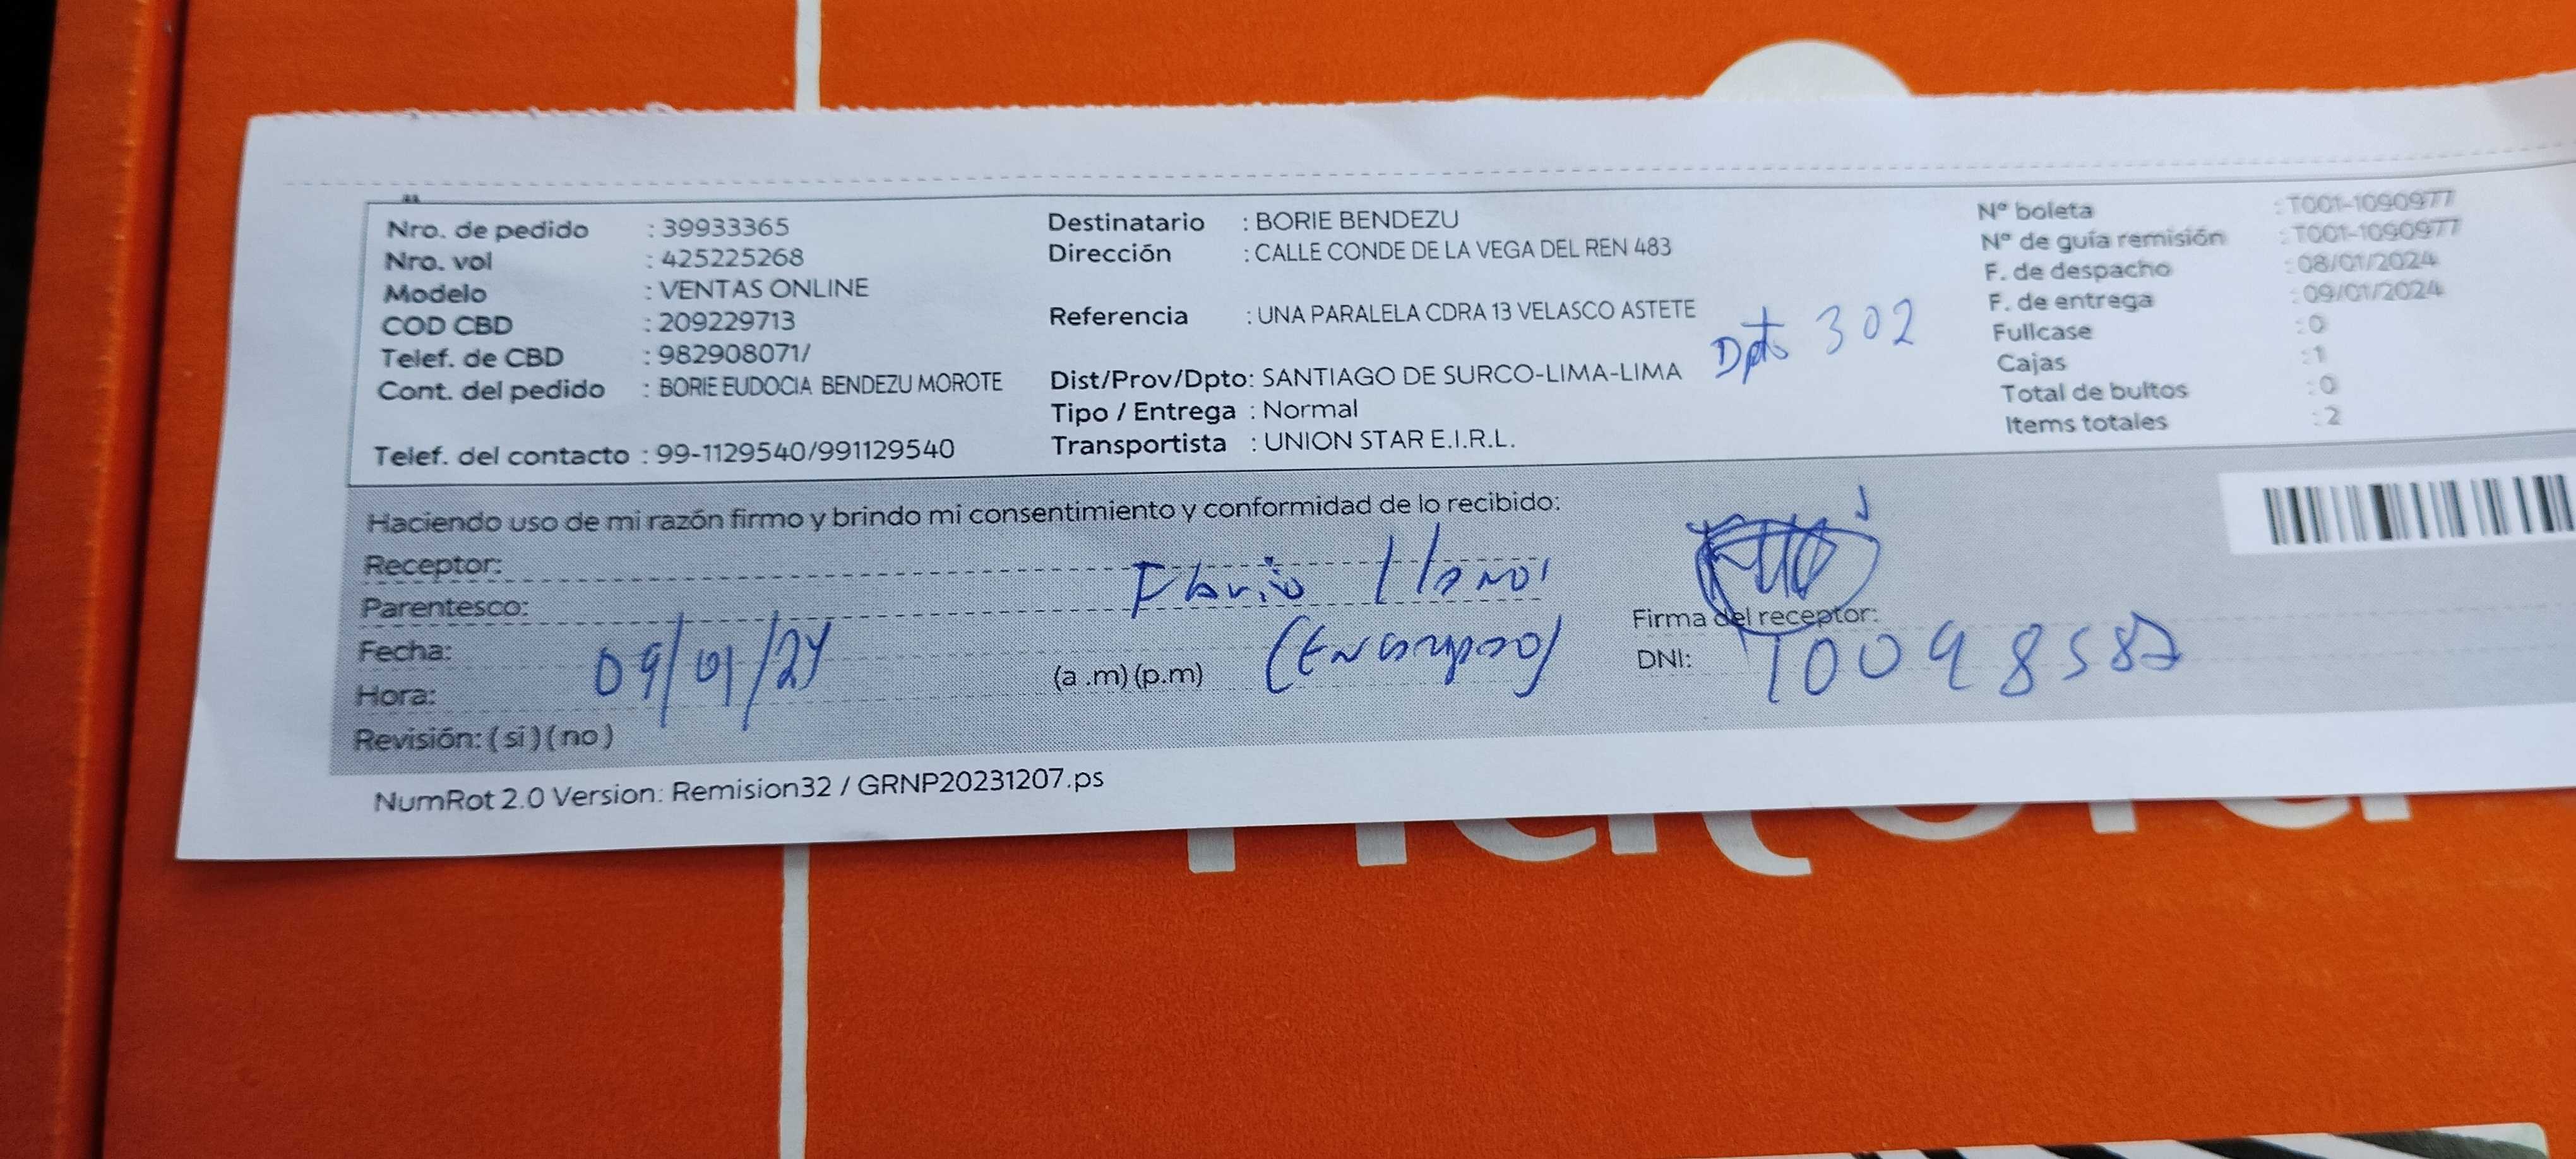 Nro. de pedido : 39933365
Nro. vol : 425225268
Modelo : VENTAS ONLINE
COD CBD : 209229713
Telef. de CBD : 982908071/
Cont. del pedido : BORIE EUDOCIA BENDEZU MOROTE
Telef. del contacto : 99-1129540/991129540
Destinatario : BORIE BENDEZU
Dirección : CALLE CONDE DE LA VEGA DEL REN 483
Referencia : UNA PARALELA CDRA 13 VELASCO ASTETE
Dpto 302
Dist/Prov/Dpto: SANTIAGO DE SURCO-LIMA-LIMA
Tipo / Entrega : Normal
Transportista : UNION STAR E.I.R.L.
N° boleta : T001-1090977
N° de guía remisión : T001-1090977
F. de despacho : 08/01/2024
F. de entrega : 09/01/2024
Fullcase : 0
Cajas : 1
Total de bultos : 0
Items totales : 2
Haciendo uso de mi razón firmo y brindo mi consentimiento y conformidad de lo recibido:
Receptor:
Parentesco:
Fecha: 09/01/24
Hora: (a .m) (p.m)
Revisión: ( si ) ( no )
Firma del receptor:
DNI:
NumRot 2.0 Version: Remision32 / GRNP20231207.ps